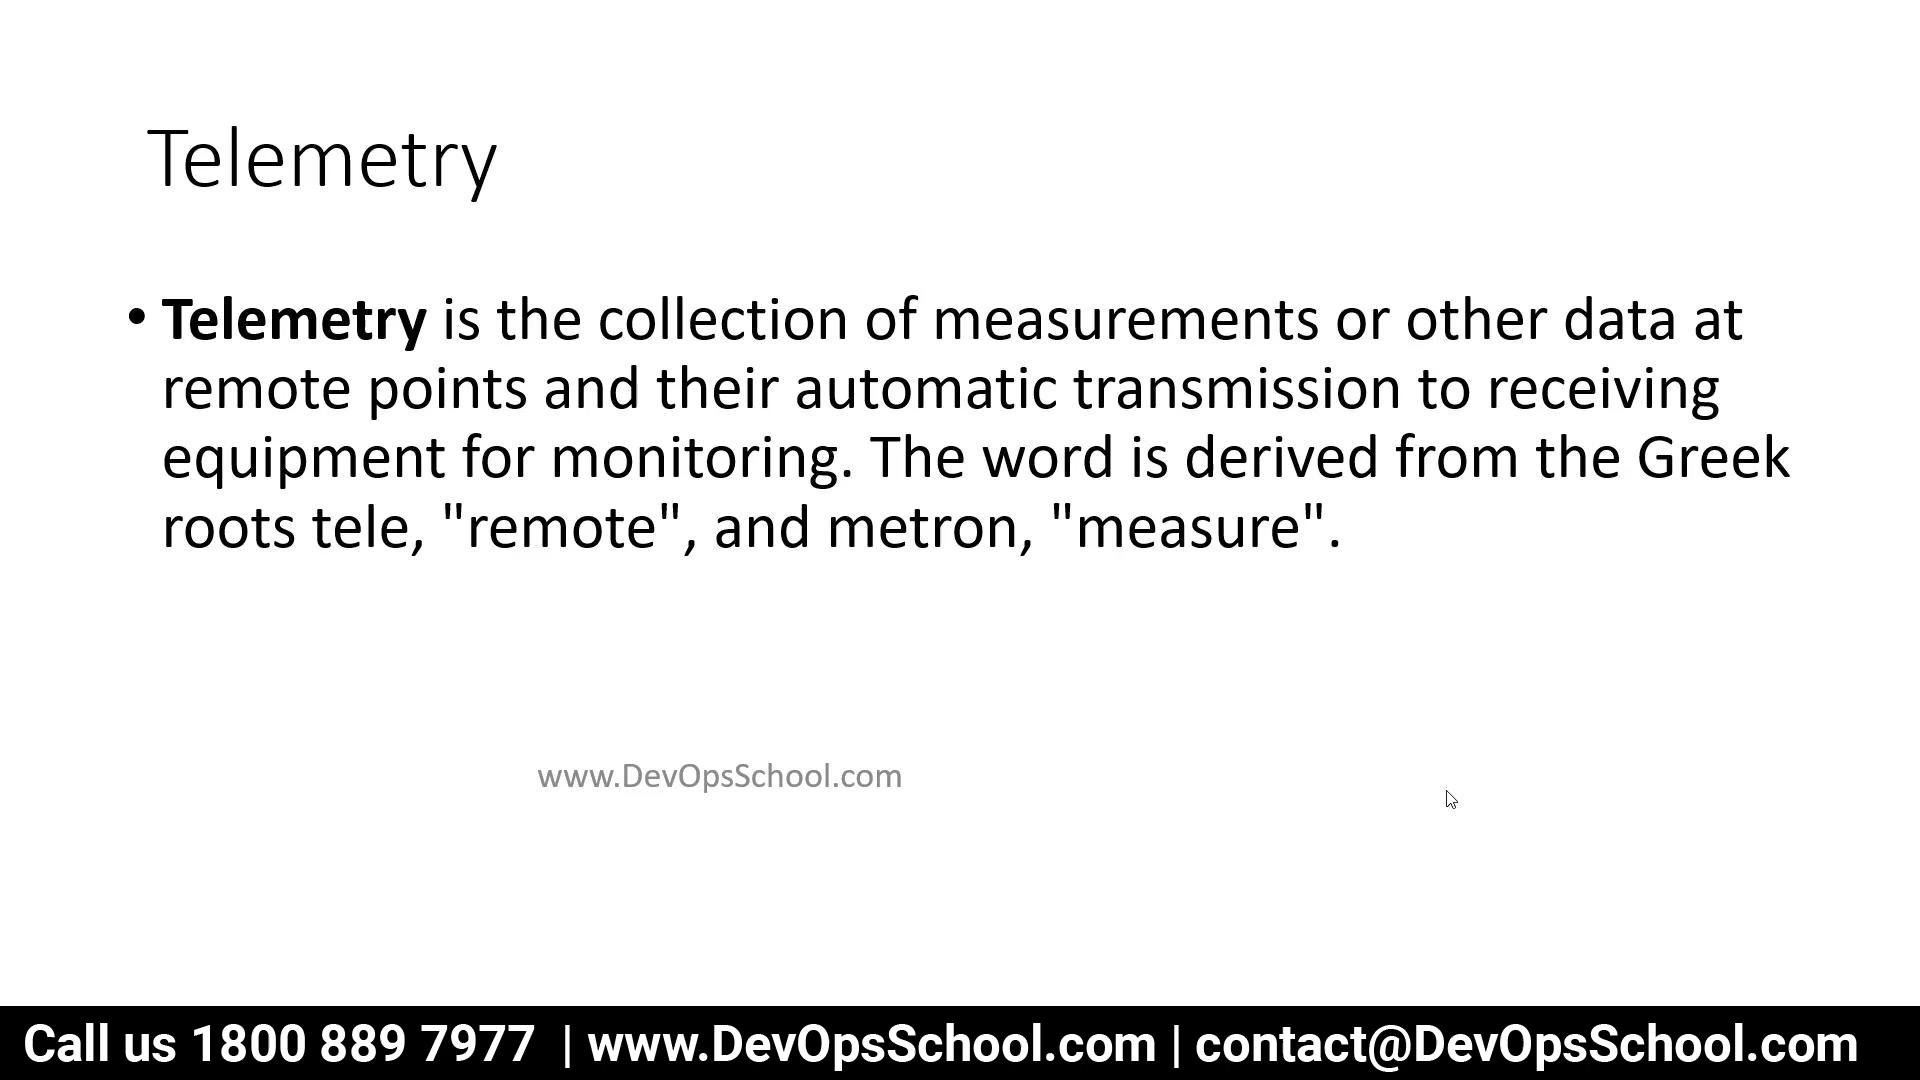 Telemetry
• Telemetry is the collection of measurements or other data at
remote points and their automatic transmission to receiving
equipment for monitoring. The word is derived from the Greek
roots tele, "remote", and metron, "measure".
www.DevOpsSchool.com
Call us 1800 889 7977 | www.DevOpsSchool.com | contact@DevOpsSchool.com